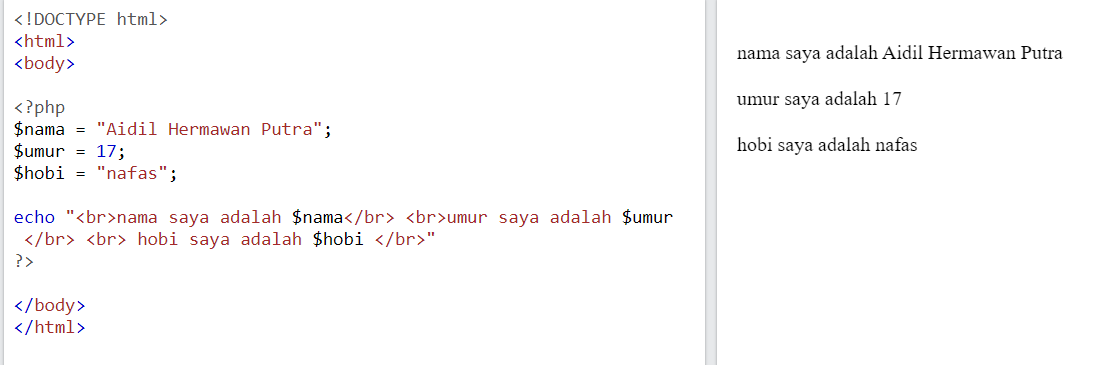 <!DOCTYPE html>
<html>
<body>
<?php
$nama = "Aidil Hermawan Putra";
$umur = 17;
$hobi = "nafas";
echo "<br>nama saya adalah $nama</br> <br>umur saya adalah $umur
</br> <br> hobi saya adalah $hobi </br>"
?>
</body>
</html>
nama saya adalah Aidil Hermawan Putra
umur saya adalah 17
hobi saya adalah nafas